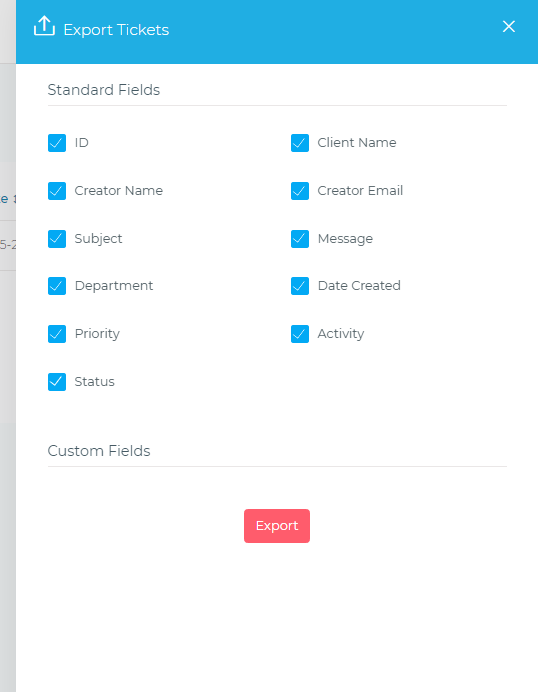 Export Tickets
Standard Fields
ID
Client Name
Creator Name
Creator Email
Subject
Message
Department
Date Created
Priority
Activity
Status
Custom Fields
Export